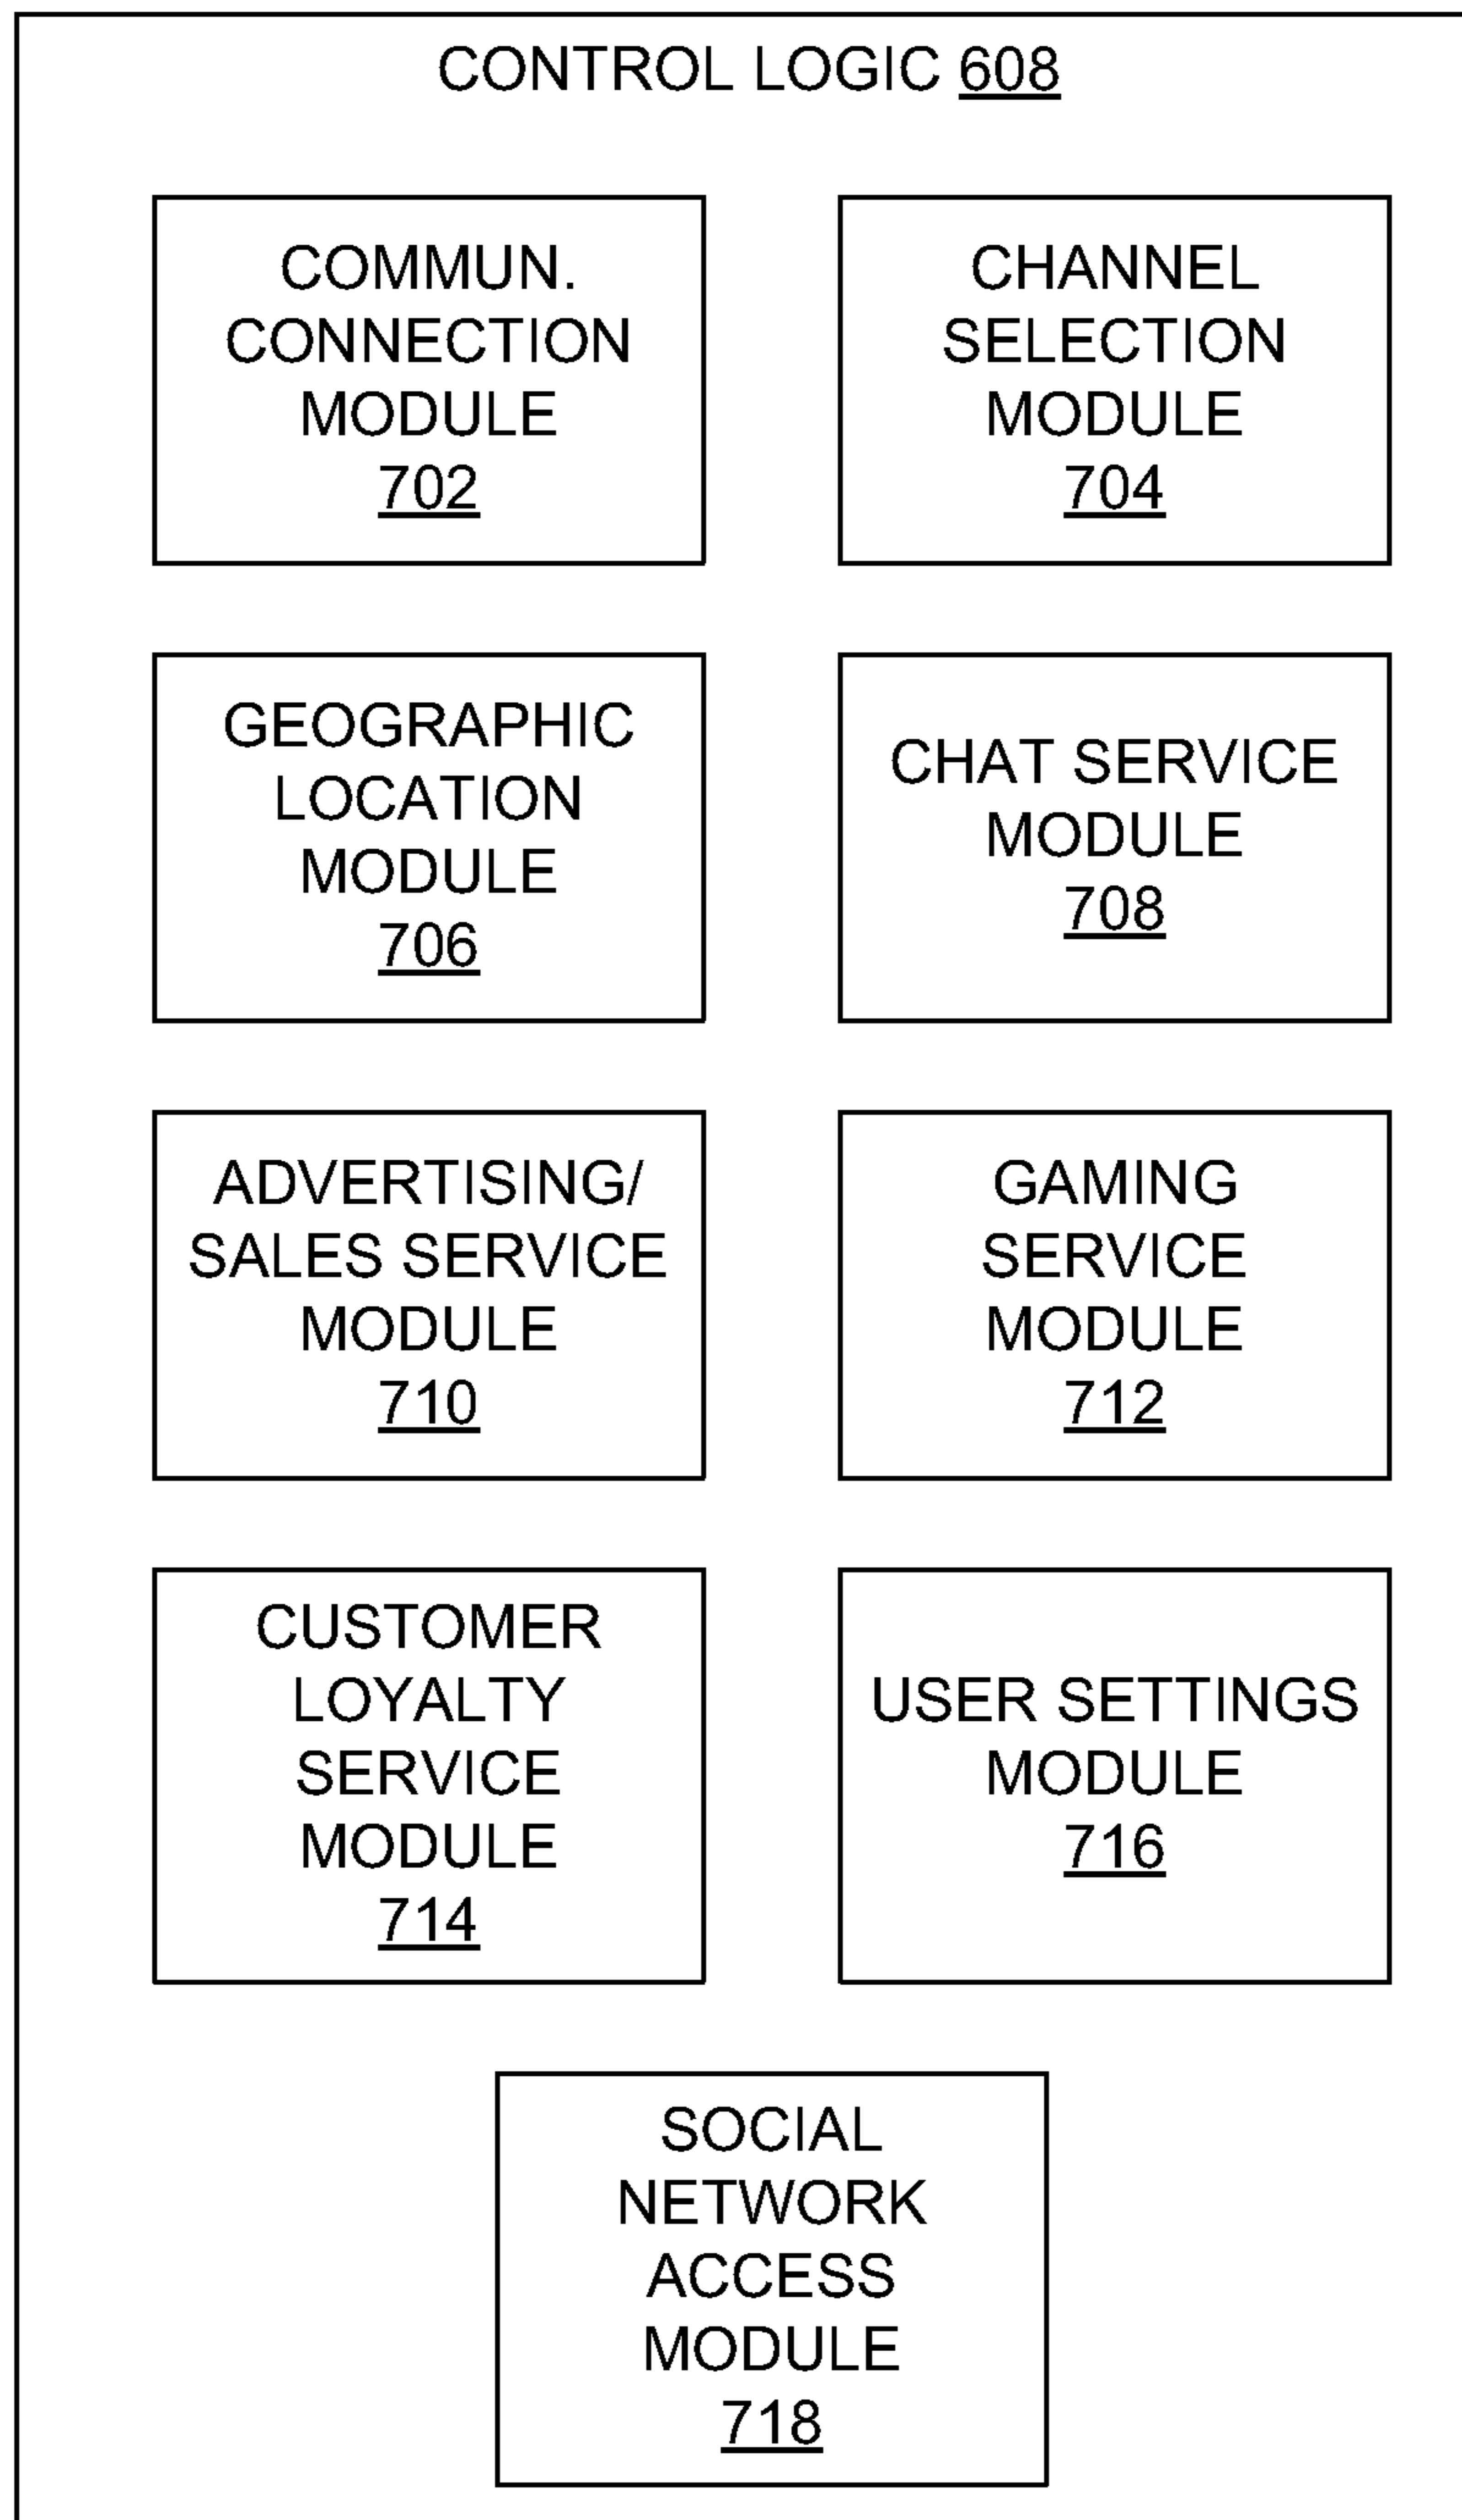 CONTROL LOGIC 608
COMMUN.
CONNECTION
MODULE
702
CHANNEL
SELECTION
MODULE
704
GEOGRAPHIC
LOCATION
MODULE
706
CHAT SERVICE
MODULE
708
ADVERTISING/
SALES SERVICE
MODULE
710
GAMING
SERVICE
MODULE
712
CUSTOMER
LOYALTY
SERVICE
MODULE
714
USER SETTINGS
MODULE
716
SOCIAL
NETWORK
ACCESS
MODULE
718